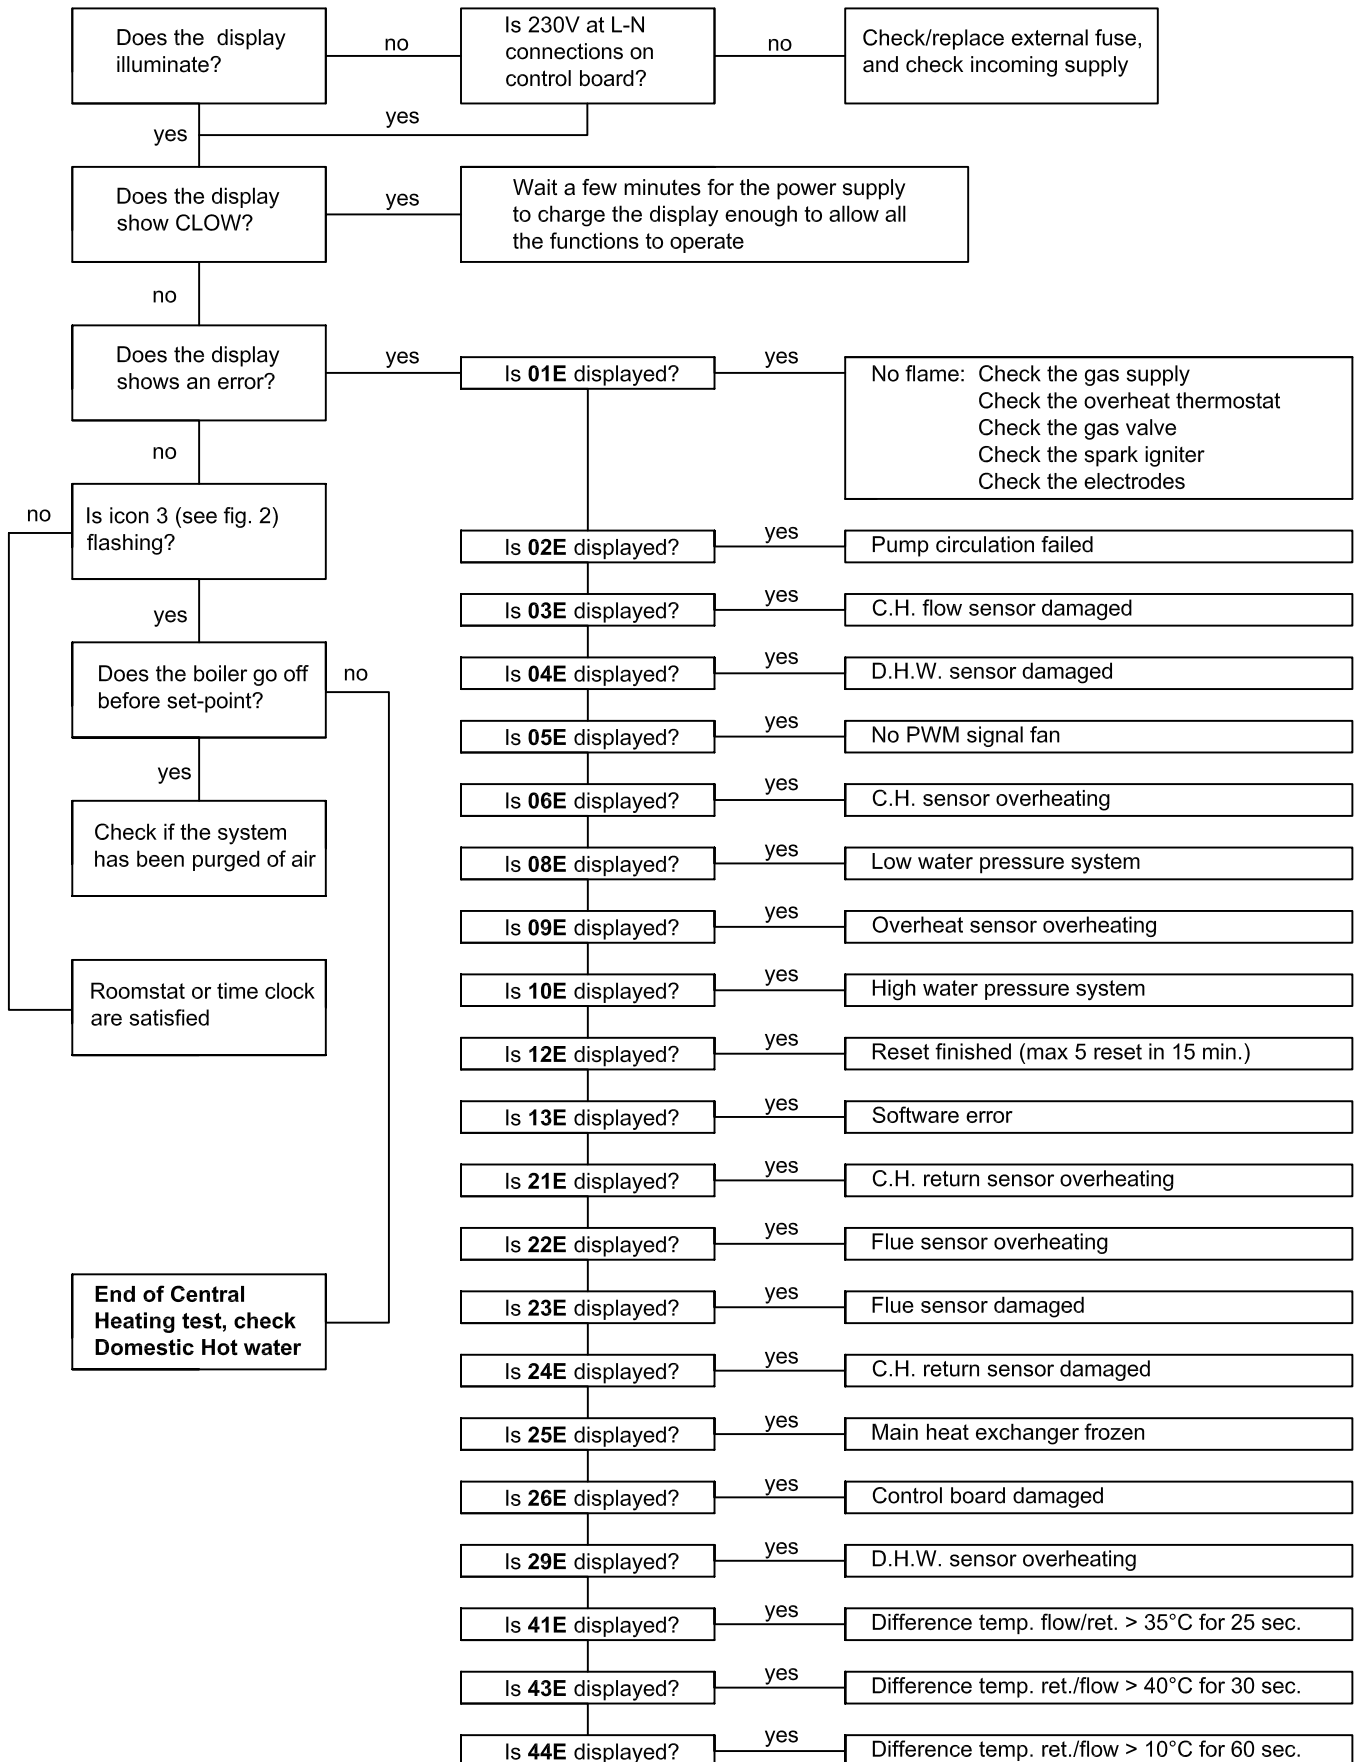 Does the display
illuminate?
no
Is 230V at L-N
connections on
control board?
no
Check/replace external fuse,
and check incoming supply
yes
yes
Does the display
show CLOW?
yes
Wait a few minutes for the power supply
to charge the display enough to allow all
the functions to operate
no
Does the display
shows an error?
yes
Is 01E displayed?
yes
No flame: Check the gas supply
Check the overheat thermostat
Check the gas valve
Check the spark igniter
Check the electrodes
no
no
Is icon 3 (see fig. 2)
flashing?
yes
Does the boiler go off
before set-point?
no
yes
Check if the system
has been purged of air
Roomstat or time clock
are satisfied
End of Central
Heating test, check
Domestic Hot water
Is 02E displayed?
yes
Pump circulation failed
Is 03E displayed?
yes
C.H. flow sensor damaged
Is 04E displayed?
yes
D.H.W. sensor damaged
Is 05E displayed?
yes
No PWM signal fan
Is 06E displayed?
yes
C.H. sensor overheating
Is 08E displayed?
yes
Low water pressure system
Is 09E displayed?
yes
Overheat sensor overheating
Is 10E displayed?
yes
High water pressure system
Is 12E displayed?
yes
Reset finished (max 5 reset in 15 min.)
Is 13E displayed?
yes
Software error
Is 21E displayed?
yes
C.H. return sensor overheating
Is 22E displayed?
yes
Flue sensor overheating
Is 23E displayed?
yes
Flue sensor damaged
Is 24E displayed?
yes
C.H. return sensor damaged
Is 25E displayed?
yes
Main heat exchanger frozen
Is 26E displayed?
yes
Control board damaged
Is 29E displayed?
yes
D.H.W. sensor overheating
Is 41E displayed?
yes
Difference temp. flow/ret. > 35°C for 25 sec.
Is 43E displayed?
yes
Difference temp. ret./flow > 40°C for 30 sec.
Is 44E displayed?
yes
Difference temp. ret./flow > 10°C for 60 sec.